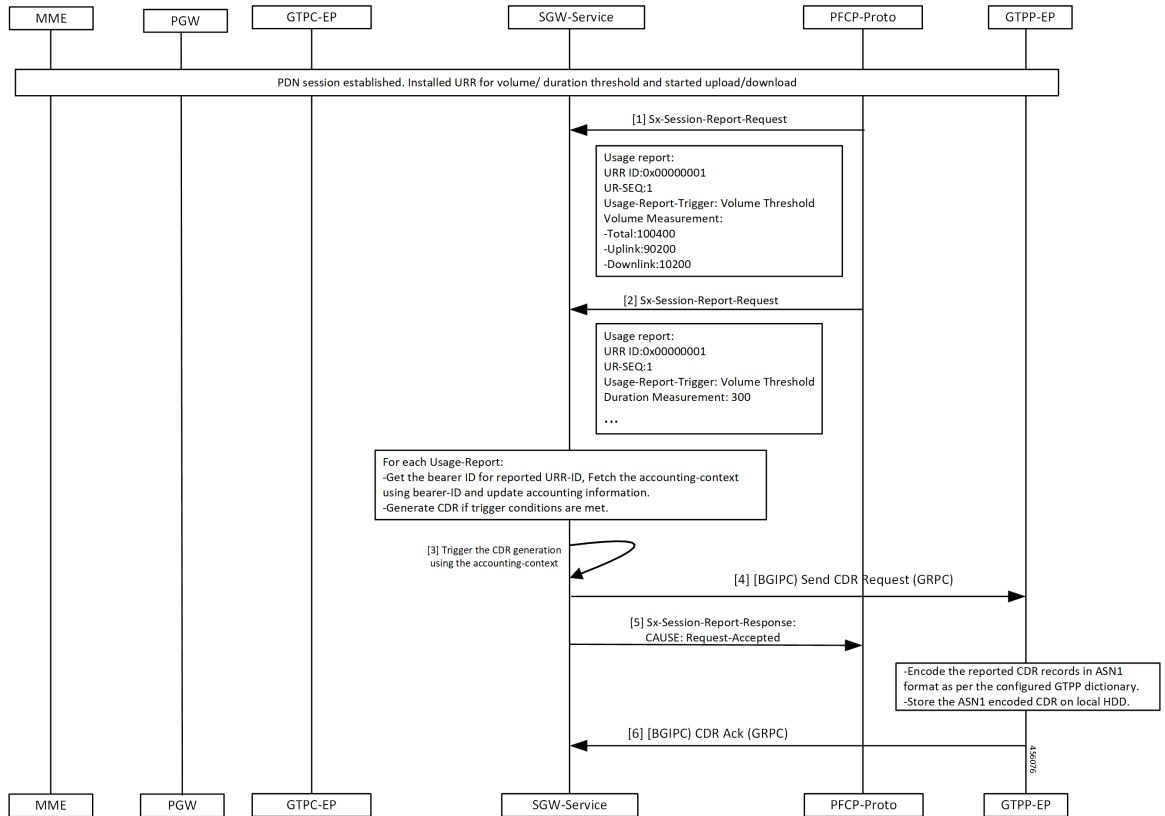 MME
PGW
GTPC-EP
SGW-Service
PFCP-Proto
GTPP-EP
PDN session established. Installed URR for volume/ duration threshold and started upload/download
[1] Sx-Session-Report-Request
Usage report:
URR ID:0x00000001
UR-SEQ:1
Usage-Report-Trigger: Volume Threshold
Volume Measurement:
-Total:100400
-Uplink:90200
-Downlink:10200
[2] Sx-Session-Report-Request
Usage report:
URR ID:0x00000001
UR-SEQ:1
Usage-Report-Trigger: Volume Threshold
Duration Measurement: 300
...
For each Usage-Report:
-Get the bearer ID for reported URR-ID, Fetch the accounting-context
using bearer-ID and update accounting information.
-Generate CDR if trigger conditions are met.
[3] Trigger the CDR generation
using the accounting-context
[4] [BGIPC) Send CDR Request (GRPC)
[5] Sx-Session-Report-Response:
CAUSE: Request-Accepted
-Encode the reported CDR records in ASN1
format as per the configured GTPP dictionary.
-Store the ASN1 encoded CDR on local HDD.
[6] [BGIPC) CDR Ack (GRPC)
456076
MME
PGW
GTPC-EP
SGW-Service
PFCP-Proto
GTPP-EP